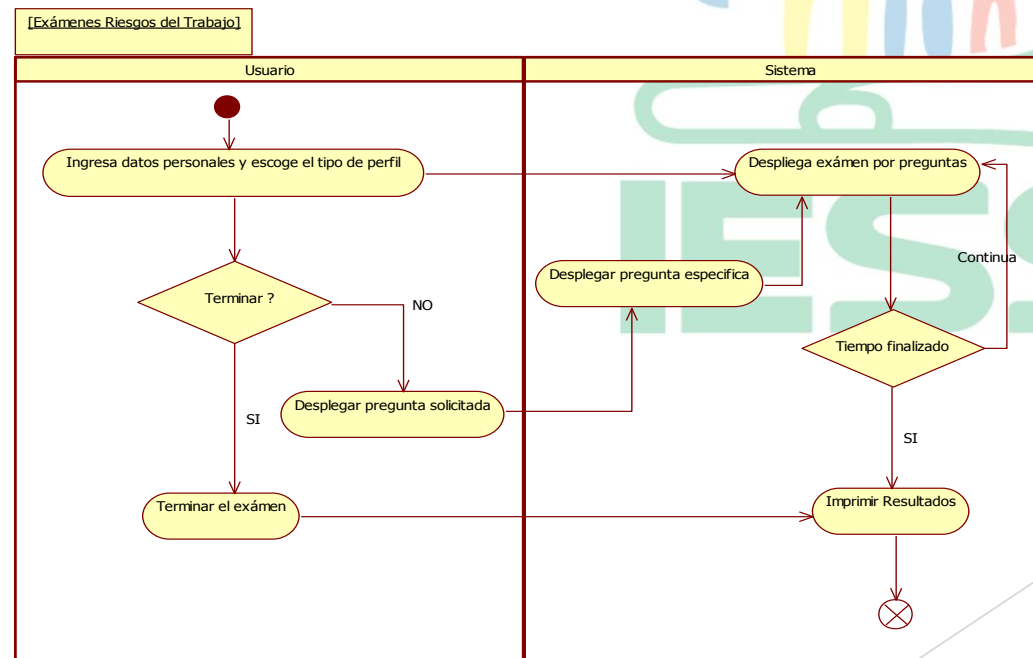 [Exámenes Riesgos del Trabajo]
Usuario
Sistema
Ingresa datos personales y escoge el tipo de perfil
Despliega exámen por preguntas
Continua
Desplegar pregunta especifica
Terminar ?
NO
Tiempo finalizado
Desplegar pregunta solicitada
SI
SI
Terminar el exámen
Imprimir Resultados
IESS